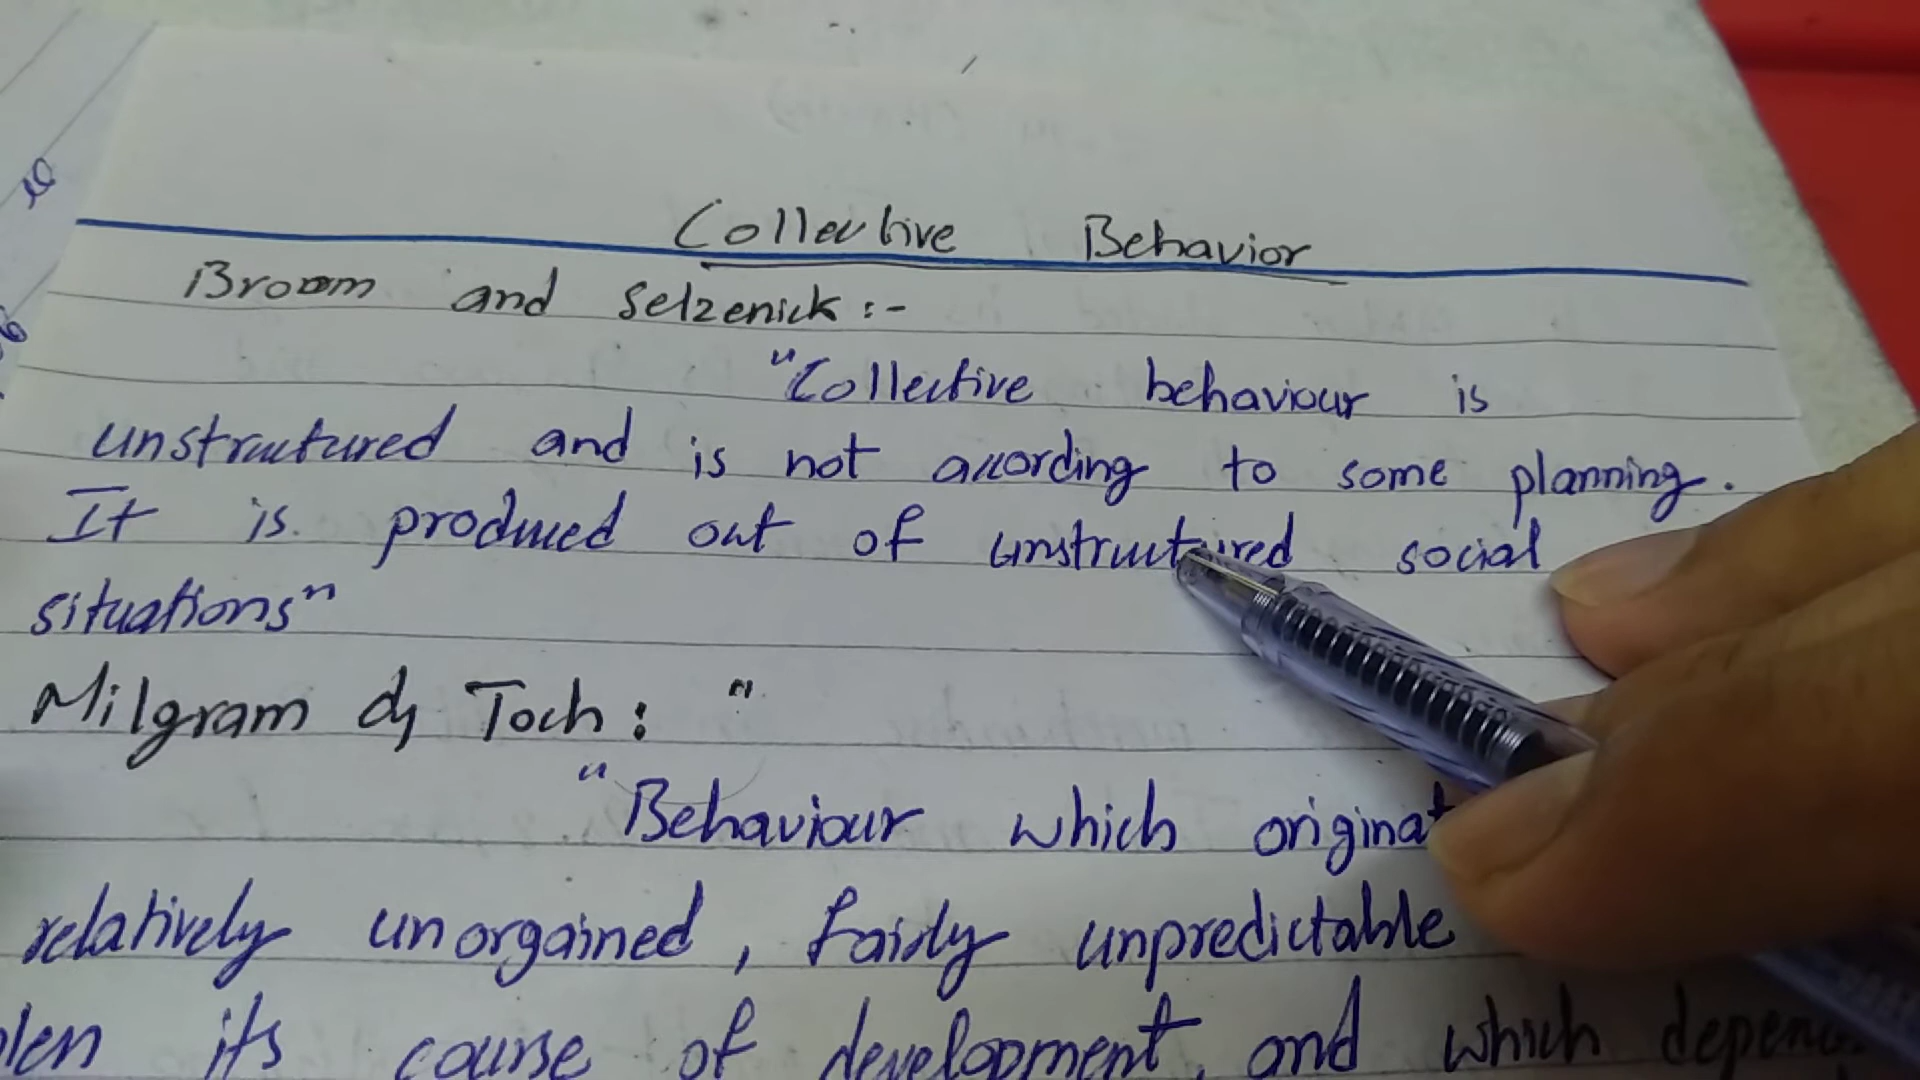 Collective Behavior
Broom and Selzenick :-
"Collective behaviour is
unstructured and is not according to some planning.
It is produced out of unstructured social
situations"
Milgram & Toch : "
"Behaviour which originat
relatively unorgained, fairly unpredictable
its course of development, and which depen